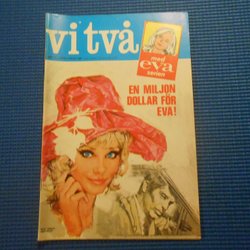 vi två
med
eva
serien
EN MILJON
DOLLAR FÖR
EVA!